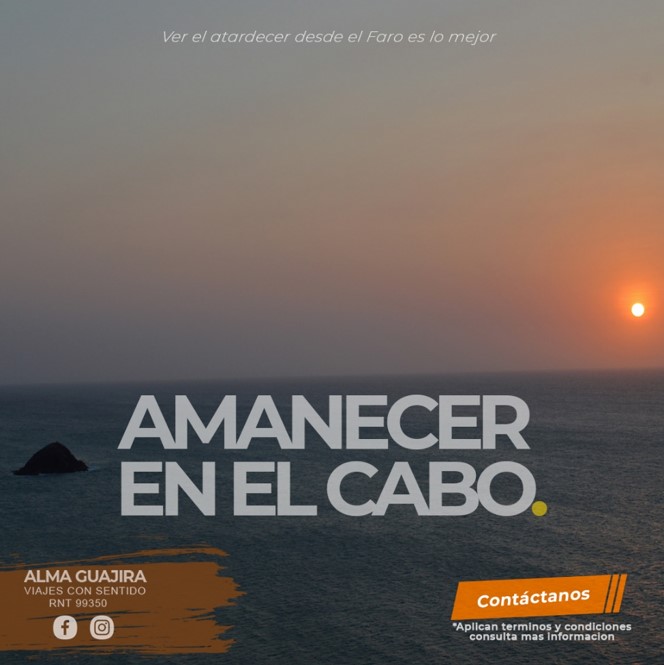 Ver el atardecer desde el Faro es lo mejor
AMANECER
EN EL CABO.
ALMA GUAJIRA
VIAJES CON SENTIDO
RNT 99350
Contáctanos
*Aplican terminos y condiciones
consulta mas informacion